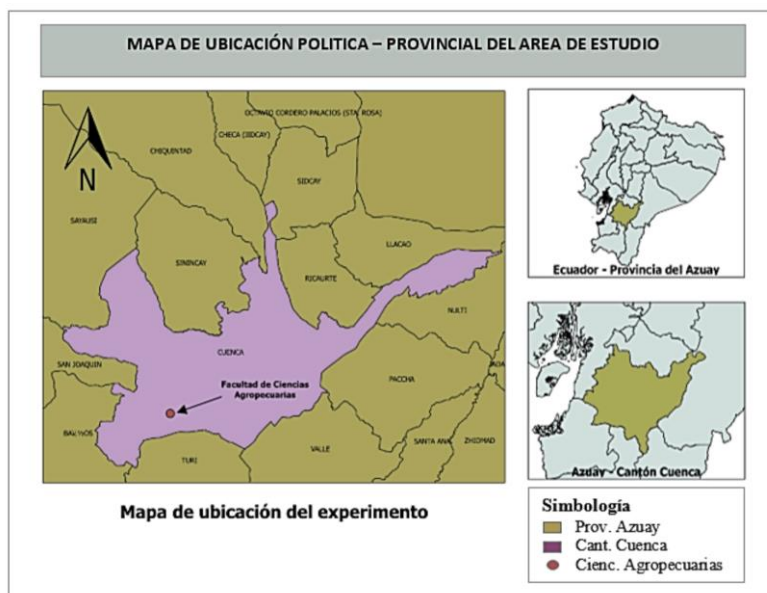 MAPA DE UBICACIÓN POLITICA – PROVINCIAL DEL AREA DE ESTUDIO
OCTAVIO CORDERO PALACIOS (STA. ROSA)
CHECA (JIDCAY)
CHIQUINTAD
SIDCAY
N
SAYAUSI
LLACAO
SININCAY
RICAURTE
NULTI
CUENCA
SAN JOAQUIN
PACCHA
Facultad de Ciencias
Agropecuarias
BAÑOS
SANTA ANA
ZHIDMAD
VALLE
TURI
Mapa de ubicación del experimento
Ecuador - Provincia del Azuay
Azuay - Cantón Cuenca
Simbología
Prov. Azuay
Cant. Cuenca
Cienc. Agropecuarias